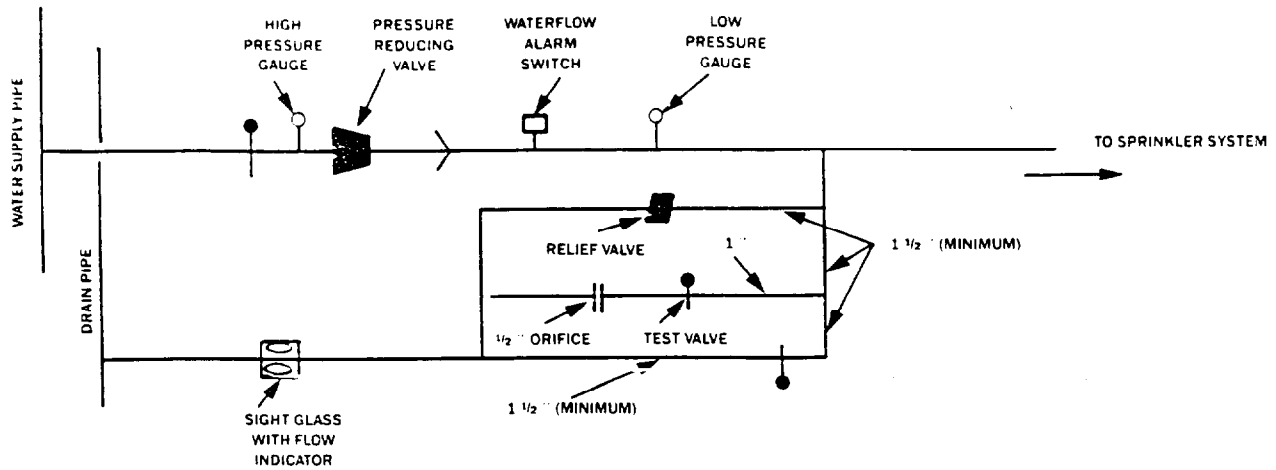 HIGH
PRESSURE
GAUGE
PRESSURE
REDUCING
VALVE
WATERFLOW
ALARM
SWITCH
LOW
PRESSURE
GAUGE
WATER SUPPLY PIPE
TO SPRINKLER SYSTEM
RELIEF VALVE
1"
1 1/2" (MINIMUM)
DRAIN PIPE
1/2" ORIFICE
TEST VALVE
1 1/2" (MINIMUM)
SIGHT GLASS
WITH FLOW
INDICATOR